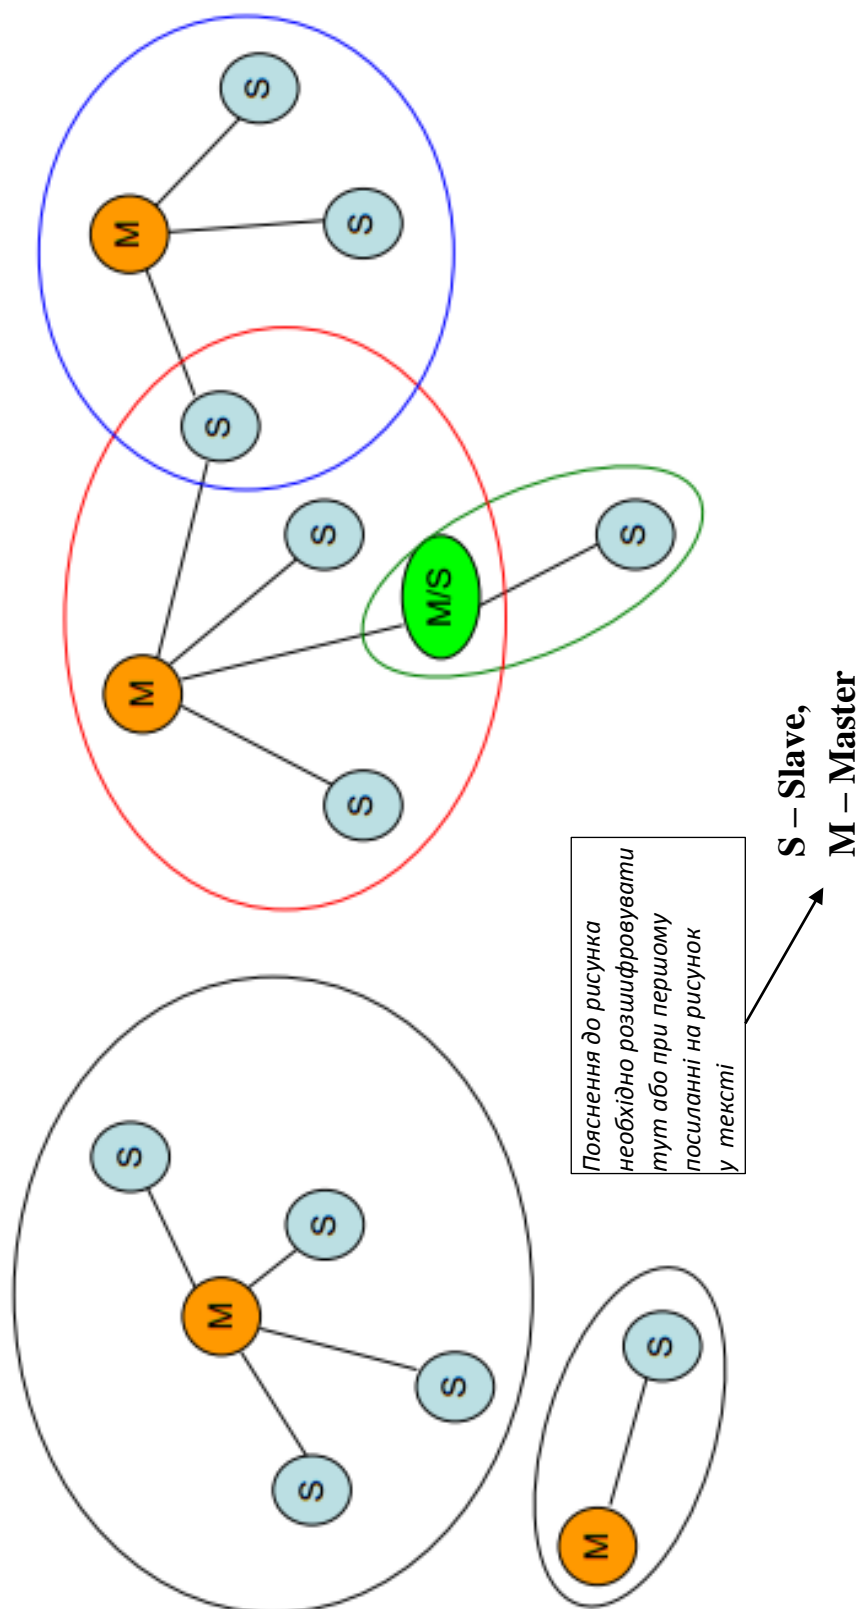 S
M
M
M
S
S
S
S
S
S
S
M/S
S
M
S
S
Пояснення до рисунка
необхідно розшифровувати
тут або при першому
посиланні на рисунок
у тексті
S – Slave,
M – Master